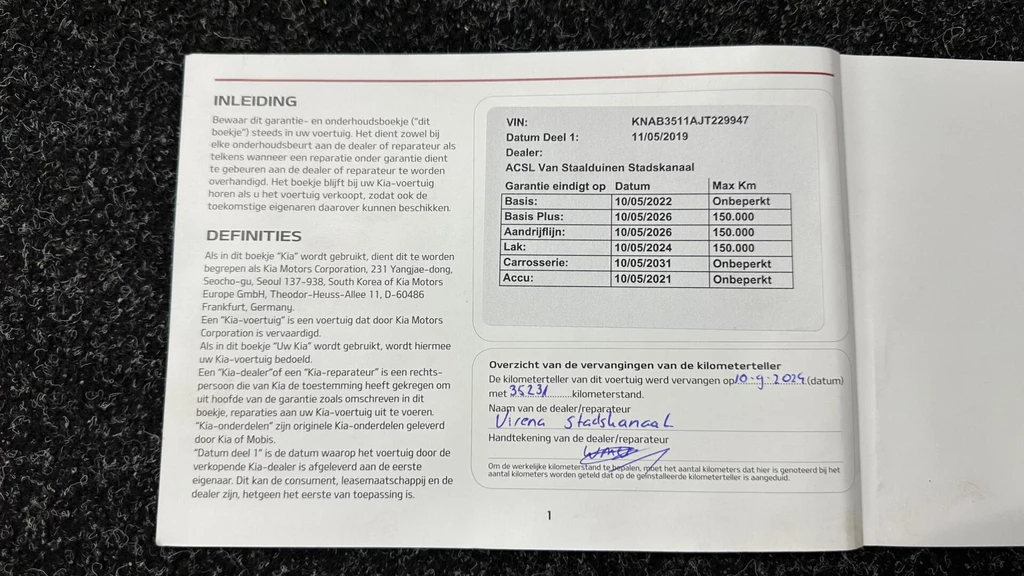 INLEIDING
Bewaar dit garantie- en onderhoudsboekje ("dit
boekje") steeds in uw voertuig. Het dient zowel bij
elke onderhoudsbeurt aan de dealer of reparateur als
telkens wanneer een reparatie onder garantie dient
te gebeuren aan de dealer of reparateur te worden
overhandigd. Het boekje blijft bij uw Kia-voertuig
horen als u het voertuig verkoopt, zodat ook de
toekomstige eigenaren daarover kunnen beschikken.
DEFINITIES
Als in dit boekje "Kia" wordt gebruikt, dient dit te worden
begrepen als Kia Motors Corporation, 231 Yangjae-dong,
Seocho-gu, Seoul 137-938, South Korea of Kia Motors
Europe GmbH, Theodor-Heuss-Allee 11, D-60486
Frankfurt, Germany.
Een "Kia-voertuig" is een voertuig dat door Kia Motors
Corporation is vervaardigd.
Als in dit boekje "Uw Kia" wordt gebruikt, wordt hiermee
uw Kia-voertuig bedoeld.
Een "Kia-dealer"of een "Kia-reparateur" is een rechts-
persoon die van Kia de toestemming heeft gekregen om
uit hoofde van de garantie zoals omschreven in dit
boekje, reparaties aan uw Kia-voertuig uit te voeren.
"Kia-onderdelen" zijn originele Kia-onderdelen geleverd
door Kia of Mobis.
"Datum deel 1" is de datum waarop het voertuig door de
verkopende Kia-dealer is afgeleverd aan de eerste
eigenaar. Dit kan de consument, leasemaatschappij en de
dealer zijn, hetgeen het eerste van toepassing is.
VIN: KNAB3511AJT229947
Datum Deel 1: 11/05/2019
Dealer:
ACSL Van Staalduinen Stadskanaal
Garantie eindigt op Datum Max Km
Basis: 10/05/2022 Onbeperkt
Basis Plus: 10/05/2026 150.000
Aandrijflijn: 10/05/2026 150.000
Lak: 10/05/2024 150.000
Carrosserie: 10/05/2031 Onbeperkt
Accu: 10/05/2021 Onbeperkt
Overzicht van de vervangingen van de kilometerteller
De kilometerteller van dit voertuig werd vervangen op 10-9-2024 (datum)
met 35231 kilometerstand.
Naam van de dealer/reparateur
Virena Stadskanaal
Handtekening van de dealer/reparateur
Om de werkelijke kilometerstand te bepalen, moet het aantal kilometers dat hier is genoteerd bij het
aantal kilometers worden geteld dat op de geïnstalleerde kilometerteller is aangeduid.
1